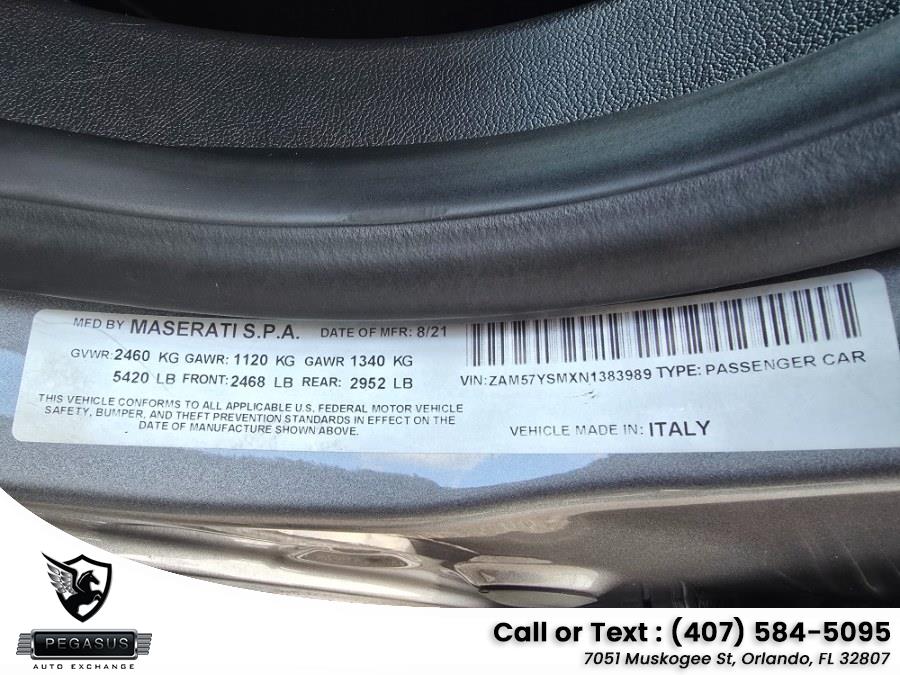 MFD BY MASERATI S.P.A. DATE OF MFR: 8/21
GVWR: 2460 KG GAWR: 1120 KG GAWR 1340 KG
5420 LB FRONT: 2468 LB REAR: 2952 LB
THIS VEHICLE CONFORMS TO ALL APPLICABLE U.S. FEDERAL MOTOR VEHICLE
SAFETY, BUMPER, AND THEFT PREVENTION STANDARDS IN EFFECT ON THE
DATE OF MANUFACTURE SHOWN ABOVE.
VIN:ZAM57YSMXN1383989 TYPE: PASSENGER CAR
VEHICLE MADE IN: ITALY
PEGASUS
AUTO EXCHANGE
Call or Text : (407) 584-5095
7051 Muskogee St, Orlando, FL 32807